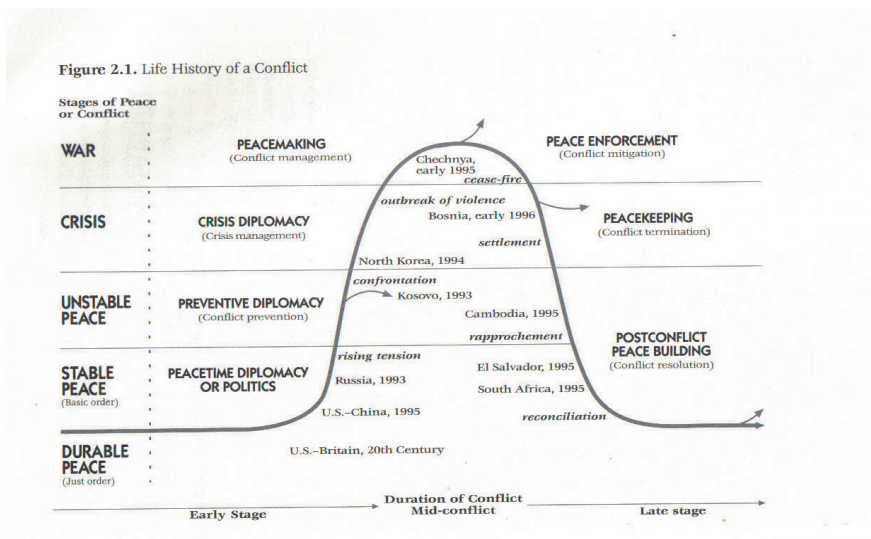 Figure 2.1. Life History of a Conflict
Stages of Peace
or Conflict
WAR
PEACEMAKING
(Conflict management)
Chechnya,
early 1995
cease-fire
PEACE ENFORCEMENT
(Conflict mitigation)
CRISIS
CRISIS DIPLOMACY
(Crisis management)
outbreak of violence
Bosnia, early 1996
settlement
North Korea, 1994
PEACEKEEPING
(Conflict termination)
UNSTABLE
PEACE
PREVENTIVE DIPLOMACY
(Conflict prevention)
confrontation
Kosovo, 1993
Cambodia, 1995
rapprochement
POSTCONFLICT
PEACE BUILDING
(Conflict resolution)
STABLE
PEACE
(Basic order)
PEACETIME DIPLOMACY
OR POLITICS
rising tension
Russia, 1993
El Salvador, 1995
South Africa, 1995
U.S.–China, 1995
reconciliation
DURABLE
PEACE
(Just order)
U.S.–Britain, 20th Century
Early Stage
Duration of Conflict
Mid-conflict
Late stage